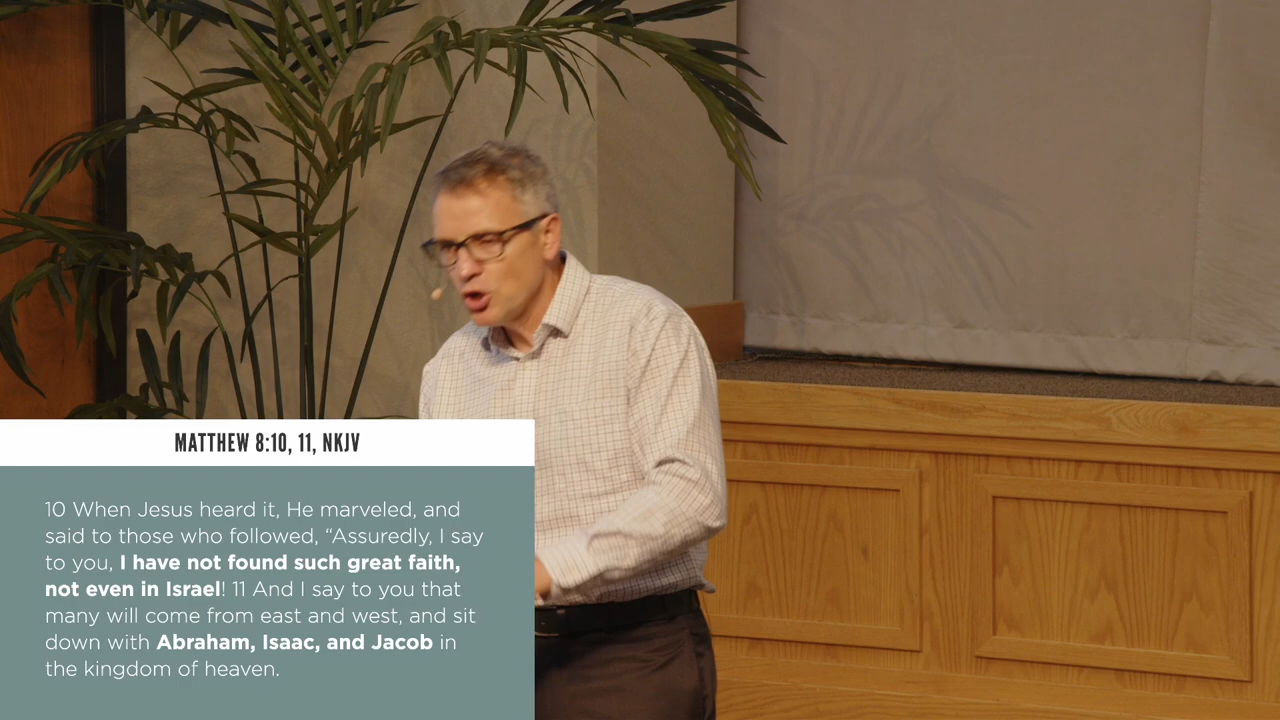 MATTHEW 8:10, 11, NKJV
10 When Jesus heard it, He marveled, and
said to those who followed, “Assuredly, I say
to you, I have not found such great faith,
not even in Israel! 11 And I say to you that
many will come from east and west, and sit
down with Abraham, Isaac, and Jacob in
the kingdom of heaven.